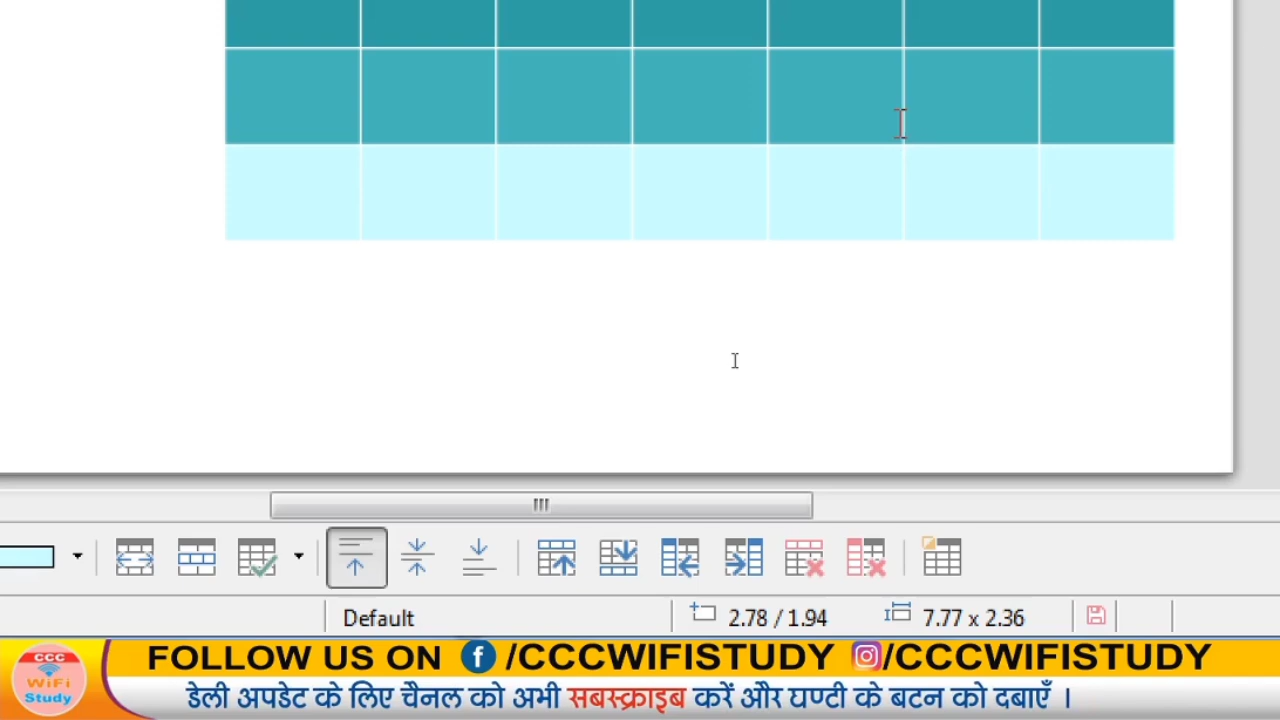 Default
2.78 / 1.94
7.77 x 2.36
CCC
WiFi
Study
FOLLOW US ON f /CCCWIFISTUDY /CCCWIFISTUDY
डेली अपडेट के लिए चैनल को अभी सबस्क्राइब करें और घण्टी के बटन को दबाएँ ।